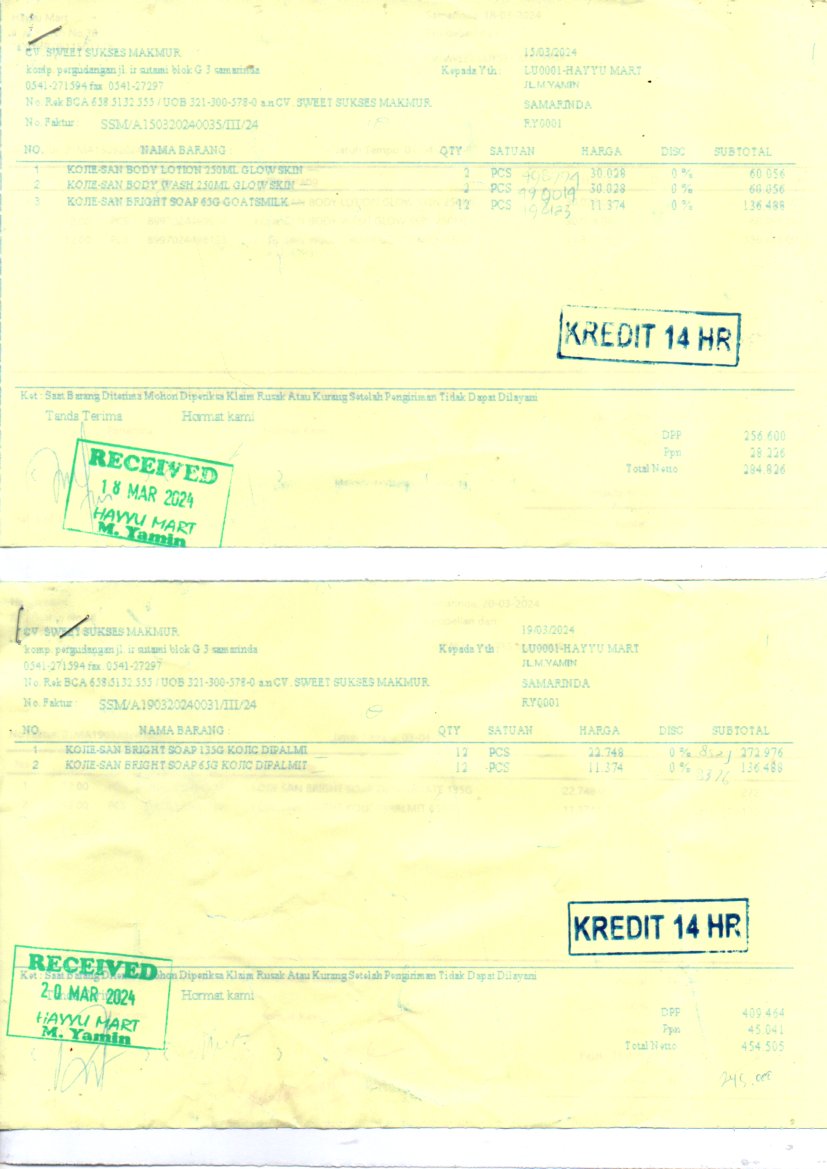 CV. SWEET SUKSES MAKMUR 15/03/2024
komp. pergudangan jl. ir sutami blok G 3 samarinda Kepada Yth : LU0001-HAYYU MART
0541-271594 fax. 0541-27297 JL.M.YAMIN
No. Rek BCA 658 5132 555 / UOB 321-300-578-0 a.n CV. SWEET SUKSES MAKMUR SAMARINDA
No. Faktur : SSM/A150320240035/III/24 RY0001
NO. NAMA BARANG QTY SATUAN HARGA DISC SUBTOTAL
1 KOJIE-SAN BODY LOTION 250ML GLOWSKIN 2 PCS 30.028 0 % 60.056
2 KOJIE-SAN BODY WASH 250ML GLOWSKIN 2 PCS 30.028 0 % 60.056
3 KOJIE-SAN BRIGHT SOAP 65G GOATSMILK 12 PCS 11.374 0 % 136.488
KREDIT 14 HR
Ket : Saat Barang Diterima Mohon Diperiksa Klaim Rusak Atau Kurang Setelah Pengiriman Tidak Dapat Dilayani
Tanda Terima Hormat kami
DPP 256.600
Ppn 28.226
Total Netto 284.826
RECEIVED
18 MAR 2024
HAYYU MART
M. Yamin
CV. SWEET SUKSES MAKMUR 19/03/2024
komp. pergudangan jl. ir sutami blok G 3 samarinda Kepada Yth : LU0001-HAYYU MART
0541-271594 fax. 0541-27297 JL.M.YAMIN
No. Rek BCA 658 5132 555 / UOB 321-300-578-0 a.n CV. SWEET SUKSES MAKMUR SAMARINDA
No. Faktur : SSM/A190320240031/III/24 RY0001
NO. NAMA BARANG QTY SATUAN HARGA DISC SUBTOTAL
1 KOJIE-SAN BRIGHT SOAP 135G KOJIC DIPALMI 12 PCS 22.748 0 % 272.976
2 KOJIE-SAN BRIGHT SOAP 65G KOJIC DIPALMIT 12 PCS 11.374 0 % 136.488
KREDIT 14 HR
RECEIVED
20 MAR 2024
HAYYU MART
M. Yamin
Ket : Saat Barang Mohon Diperiksa Klaim Rusak Atau Kurang Setelah Pengiriman Tidak Dapat Dilayani
Hormat kami
DPP 409.464
Ppn 45.041
Total Netto 454.505